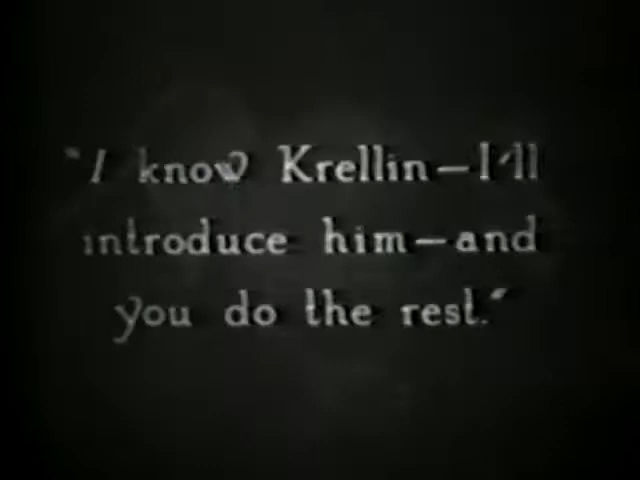 "I know Krellin—I'll
introduce him—and
you do the rest."